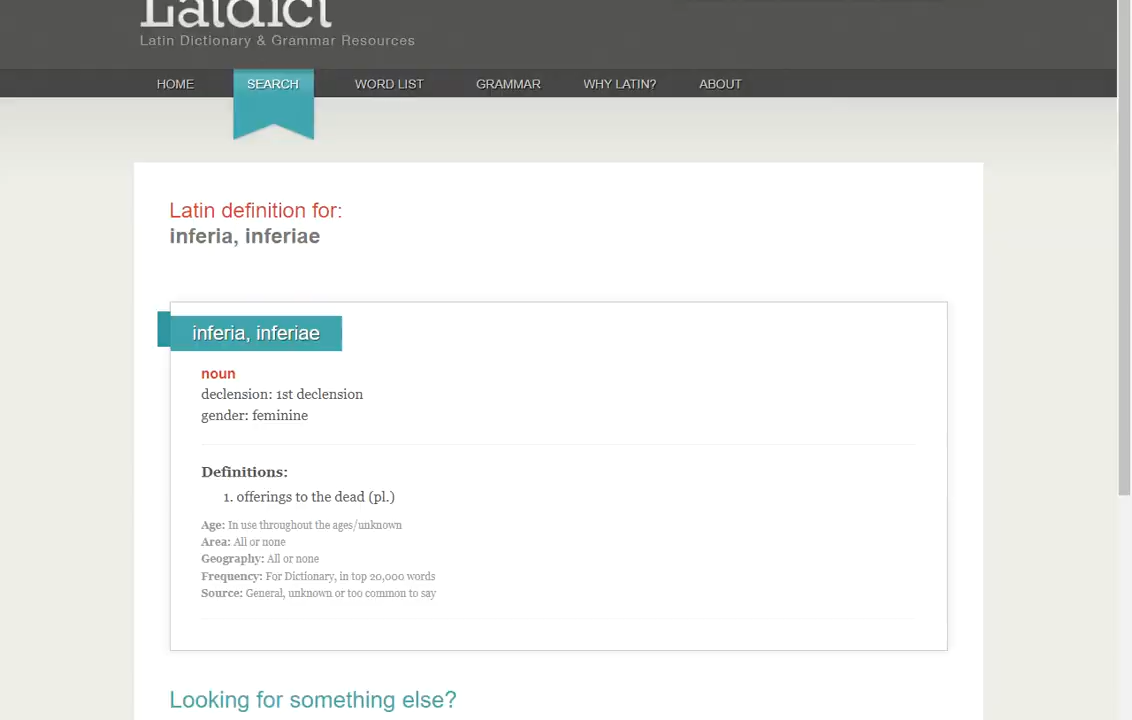 Latdict
Latin Dictionary & Grammar Resources
HOME SEARCH WORD LIST GRAMMAR WHY LATIN? ABOUT
Latin definition for:
inferia, inferiae
inferia, inferiae
noun
declension: 1st declension
gender: feminine
Definitions:
1. offerings to the dead (pl.)
Age: In use throughout the ages/unknown
Area: All or none
Geography: All or none
Frequency: For Dictionary, in top 20,000 words
Source: General, unknown or too common to say
Looking for something else?